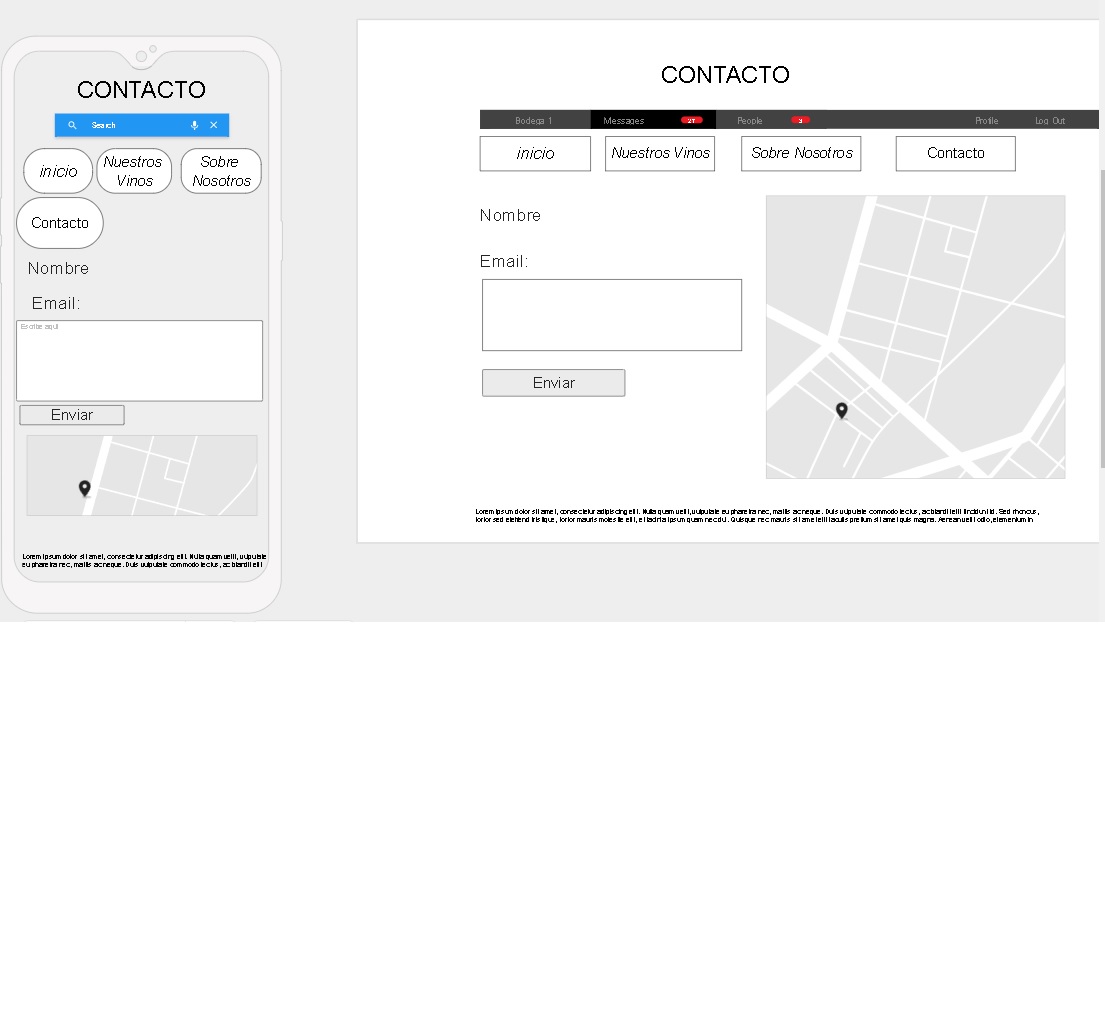 CONTACTO
Search
inicio
Nuestros
Vinos
Sobre
Nosotros
Contacto
Nombre
Email:
Escribe aquí
Enviar
Lorem ipsum dolor sit amet, consectetur adipiscing elit. Nulla quam velit, vulputate
eu pharetra nec, mattis ac neque. Duis vulputate commodo lectus, ac blandit elit
CONTACTO
Bodega 1 Messages 21 People 3 Profile Log Out
inicio Nuestros Vinos Sobre Nosotros Contacto
Nombre
Email:
Enviar
Lorem ipsum dolor sit amet, consectetur adipiscing elit. Nulla quam velit, vulputate eu pharetra nec, mattis ac neque. Duis vulputate commodo lectus, ac blandit elit tincidunt id. Sed rhoncus,
tortor sed eleifend tristique, tortor mauris molestie elit, et lacinia ipsum quam nec dui. Quisque nec mauris sit amet elit iaculis pretium sit amet quis magna. Aenean velit odio, elementum in